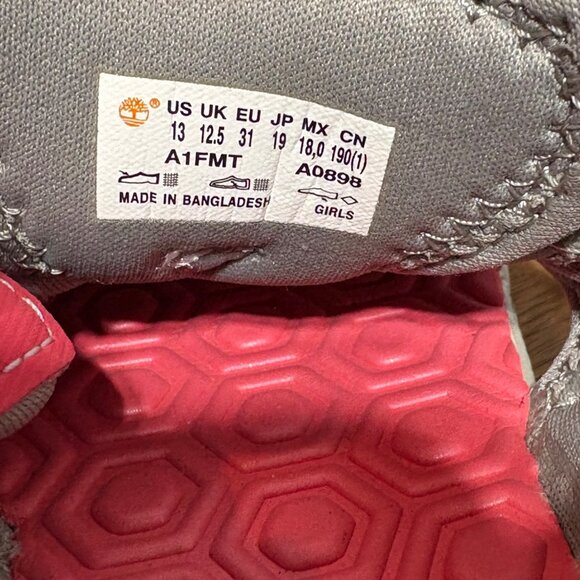 ® US UK EU JP MX CN
13 12.5 31 19 18,0 190(1)
A1FMT A0898
MADE IN BANGLADESH GIRLS